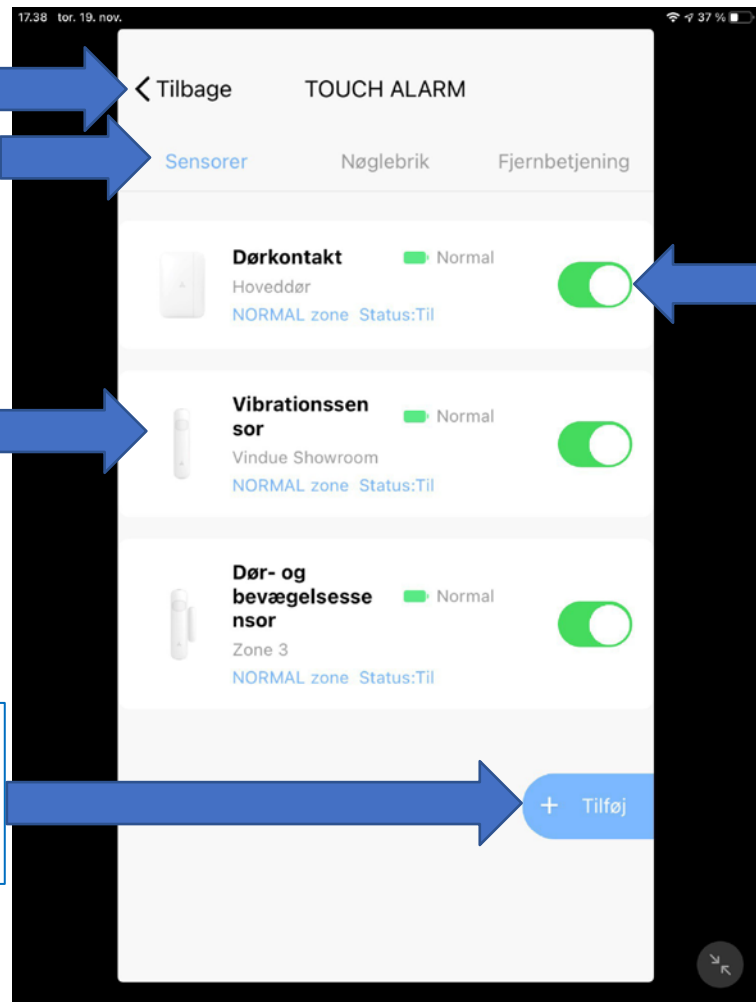 17.38 tor. 19. nov.
37 %
Tilbage TOUCH ALARM
Sensorer Nøglebrik Fjernbetjening
Dørkontakt Normal
Hoveddør
NORMAL zone Status:Til
Vibrationssen
sor
Normal
Vindue Showroom
NORMAL zone Status:Til
Dør- og
bevægelsesse
nsor
Normal
Zone 3
NORMAL zone Status:Til
+ Tilføj